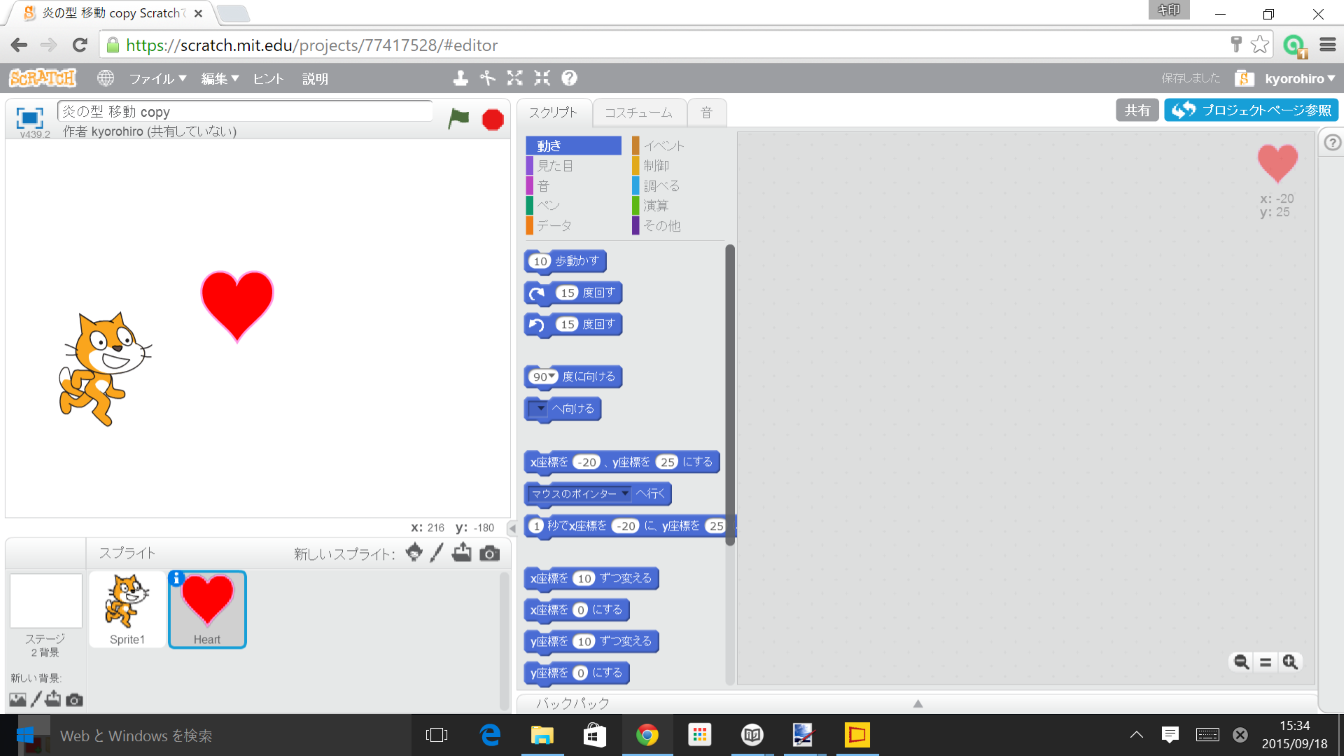 炎の型 移動 copy Scratchで
キ印
https://scratch.mit.edu/projects/77417528/#editor
SCRATCH
ファイル▼ 編集▼ ヒント 説明
保存しました
kyorohiro▼
v439.2
炎の型 移動 copy
作者 kyorohiro (共有していない)
スクリプト コスチューム 音
共有
プロジェクトページ参照
動き イベント
見た目 制御
音 調べる
ペン 演算
データ その他
10 歩動かす
15 度回す
15 度回す
90▼ 度に向ける
へ向ける
x座標を -20 、y座標を 25 にする
マウスのポインター へ行く
1 秒でx座標を -20 に、y座標を 25
x座標を 10 ずつ変える
x座標を 0 にする
y座標を 10 ずつ変える
y座標を 0 にする
x: -20
y: 25
x: 216 y: -180
スプライト
新しいスプライト:
ステージ
2 背景
新しい背景:
Sprite1
Heart
バックパック
Web と Windows を検索
15:34
2015/09/18